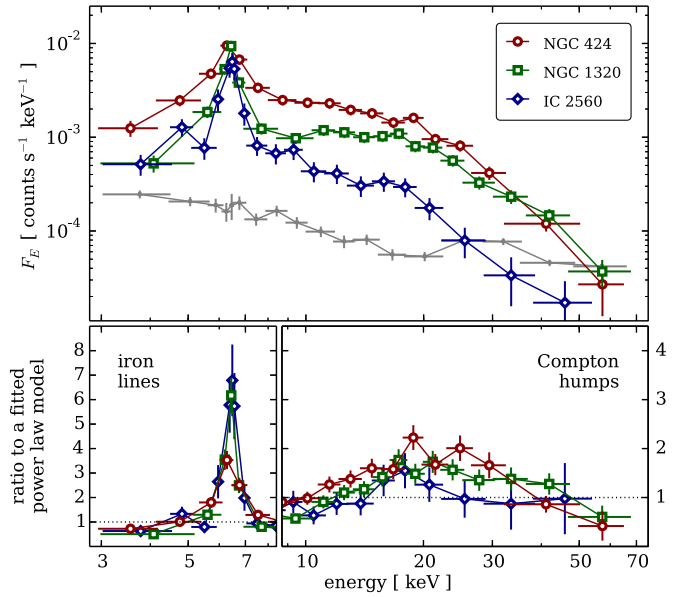 F_E [ counts s⁻¹ keV⁻¹ ]
10⁻²
10⁻³
10⁻⁴
NGC 424
NGC 1320
IC 2560
ratio to a fitted
power law model
8
7
6
5
4
3
2
1
iron
lines
Compton
humps
4
3
2
1
3
5
7
10
20
30
50
70
energy [ keV ]